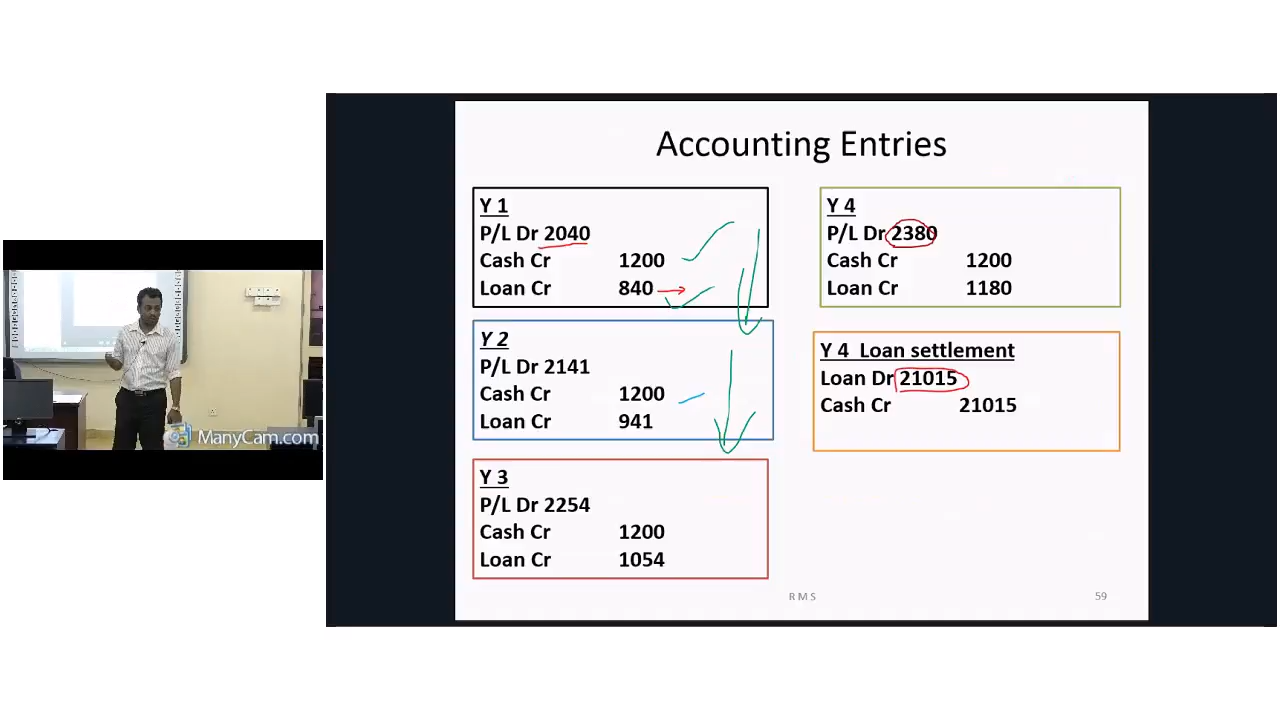 Accounting Entries
Y 1
P/L Dr 2040
Cash Cr 1200
Loan Cr 840
Y 2
P/L Dr 2141
Cash Cr 1200
Loan Cr 941
Y 3
P/L Dr 2254
Cash Cr 1200
Loan Cr 1054
Y 4
P/L Dr 2380
Cash Cr 1200
Loan Cr 1180
Y 4 Loan settlement
Loan Dr 21015
Cash Cr 21015
R M S 59
ManyCam.com